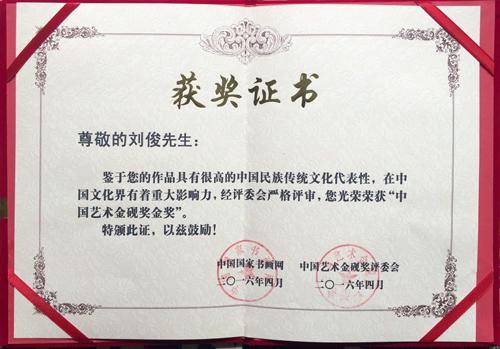 获奖证书
尊敬的刘俊先生：
鉴于您的作品具有很高的中国民族传统文化代表性，在中
国文化界有着重大影响力，经评委会严格评审，您光荣荣获“中
国艺术金砚奖金奖”。
特颁此证，以兹鼓励！
中国国家书画网 中国艺术金砚奖评委会
二〇一六年四月 二〇一六年四月